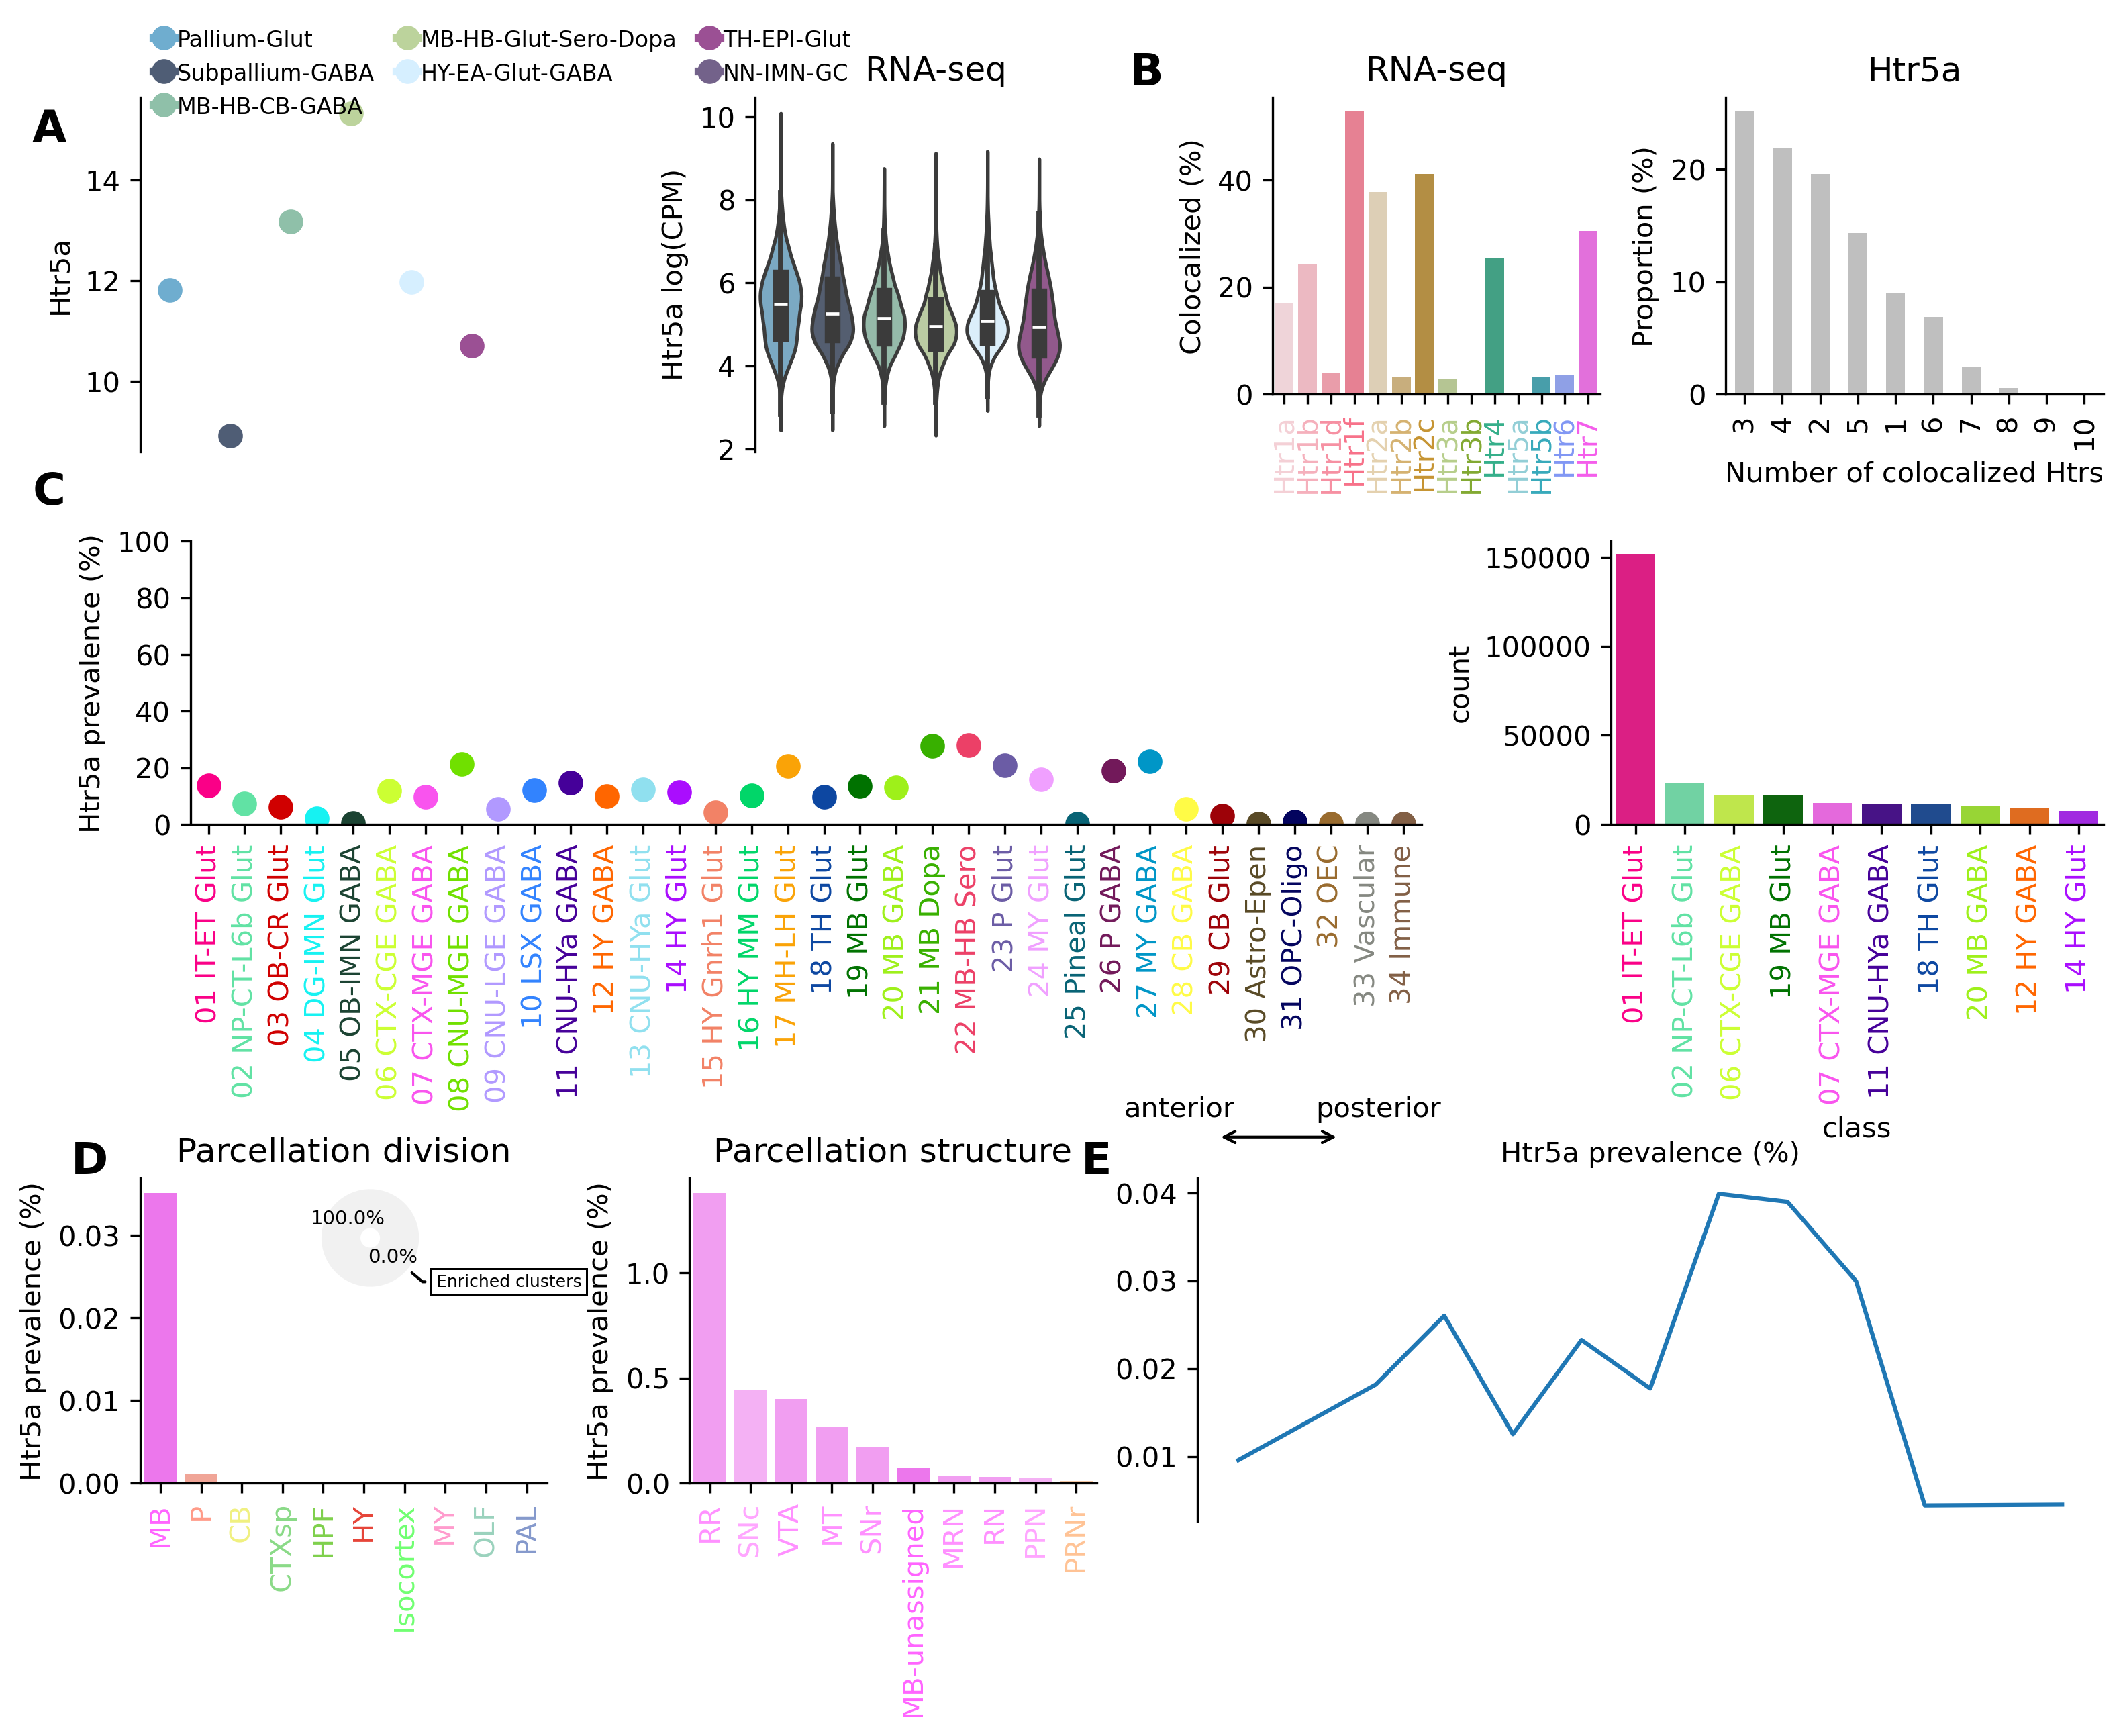 Pallium-Glut
Subpallium-GABA
MB-HB-CB-GABA
MB-HB-Glut-Sero-Dopa
HY-EA-Glut-GABA
TH-EPI-Glut
NN-IMN-GC
A
Htr5a
14
12
10
RNA-seq
Htr5a log(CPM)
10
8
6
4
2
B
RNA-seq
Colocalized (%)
40
20
0
Htr1a
Htr1b
Htr1d
Htr1f
Htr2a
Htr2b
Htr2c
Htr3a
Htr3b
Htr4
Htr5a
Htr5b
Htr6
Htr7
Htr5a
Proportion (%)
20
10
0
3
4
2
5
1
6
7
8
9
10
Number of colocalized Htrs
C
Htr5a prevalence (%)
100
80
60
40
20
0
01 IT-ET Glut
02 NP-CT-L6b Glut
03 OB-CR Glut
04 DG-IMN Glut
05 OB-IMN GABA
06 CTX-CGE GABA
07 CTX-MGE GABA
08 CNU-MGE GABA
09 CNU-LGE GABA
10 LSX GABA
11 CNU-HYa GABA
12 HY GABA
13 CNU-HYa Glut
14 HY Glut
15 HY Gnrh1 Glut
16 HY MM Glut
17 MH-LH Glut
18 TH Glut
19 MB Glut
20 MB GABA
21 MB Dopa
22 MB-HB Sero
23 P Glut
24 MY Glut
25 Pineal Glut
26 P GABA
27 MY GABA
28 CB GABA
29 CB Glut
30 Astro-Epen
31 OPC-Oligo
32 OEC
33 Vascular
34 Immune
count
150000
100000
50000
0
01 IT-ET Glut
02 NP-CT-L6b Glut
06 CTX-CGE GABA
19 MB Glut
07 CTX-MGE GABA
11 CNU-HYa GABA
18 TH Glut
20 MB GABA
12 HY GABA
14 HY Glut
class
D
Parcellation division
Htr5a prevalence (%)
0.03
0.02
0.01
0.00
100.0%
0.0%
Enriched clusters
MB
P
CB
CTXsp
HPF
HY
Isocortex
MY
OLF
PAL
Parcellation structure
Htr5a prevalence (%)
1.0
0.5
0.0
RR
SNc
VTA
MT
SNr
MB-unassigned
MRN
RN
PPN
PRNr
E
anterior
posterior
Htr5a prevalence (%)
0.04
0.03
0.02
0.01